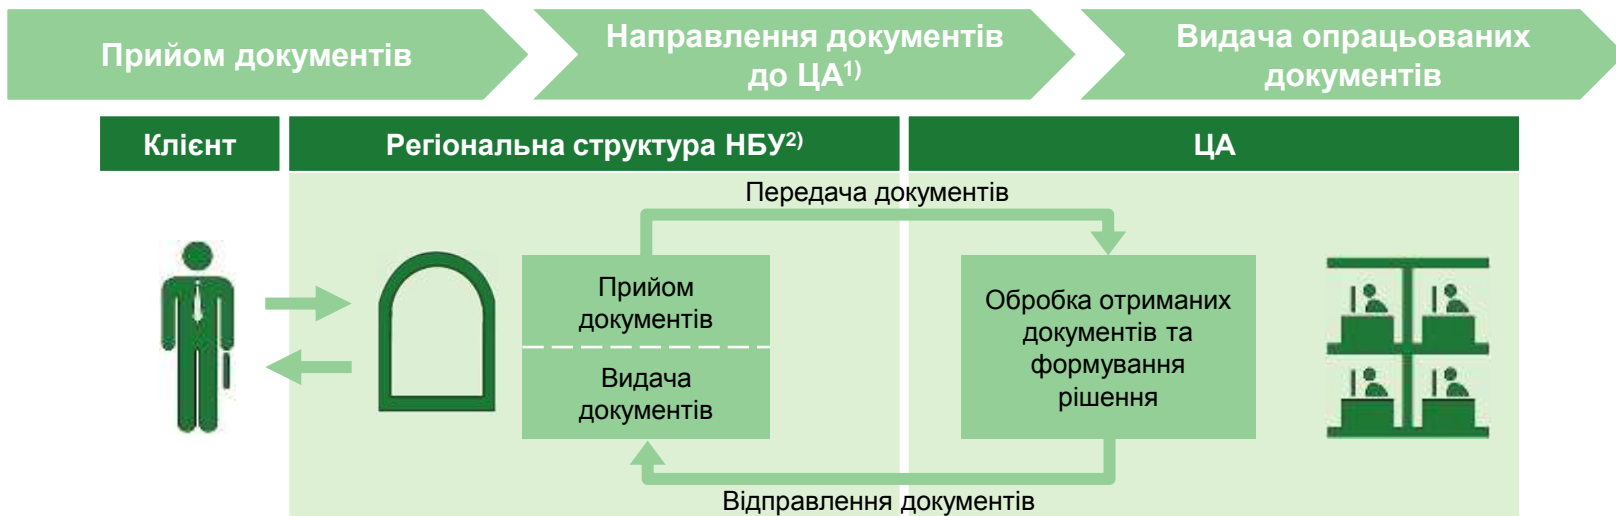 Прийом документів
Направлення документів
до ЦА1)
Видача опрацьованих
документів
Клієнт
Регіональна структура НБУ2)
ЦА
Передача документів
Прийом
документів
Видача
документів
Обробка отриманих
документів та
формування
рішення
Відправлення документів